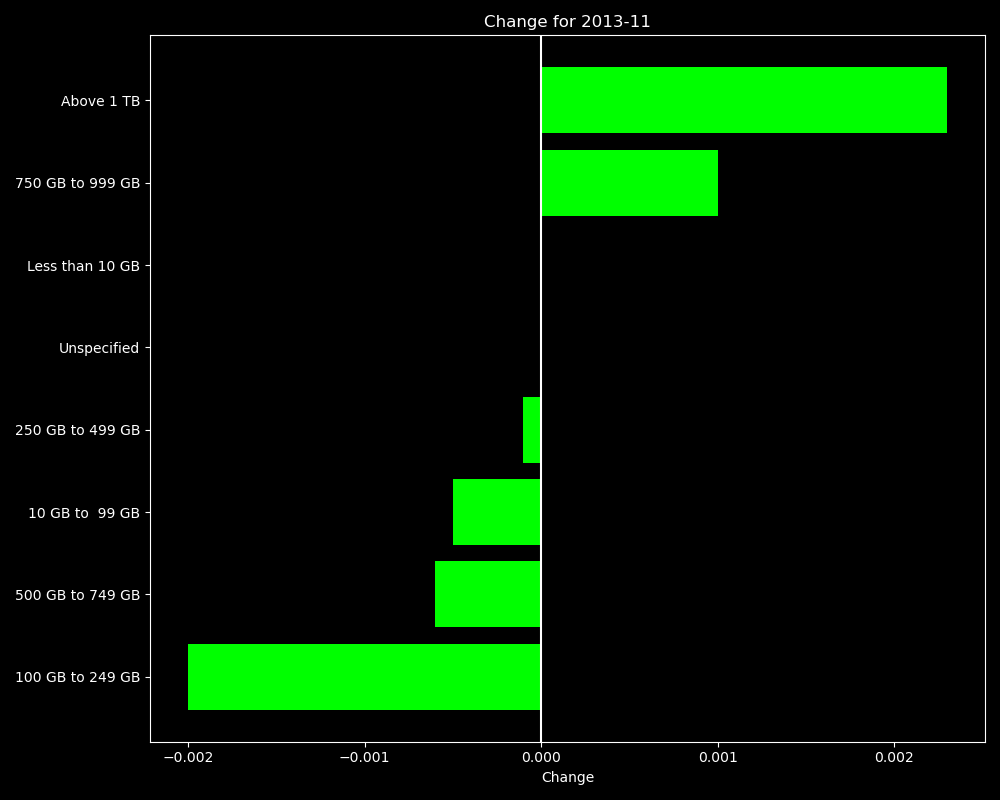 Change for 2013-11
Above 1 TB
750 GB to 999 GB
Less than 10 GB
Unspecified
250 GB to 499 GB
10 GB to  99 GB
500 GB to 749 GB
100 GB to 249 GB
−0.002
−0.001
0.000
0.001
0.002
Change